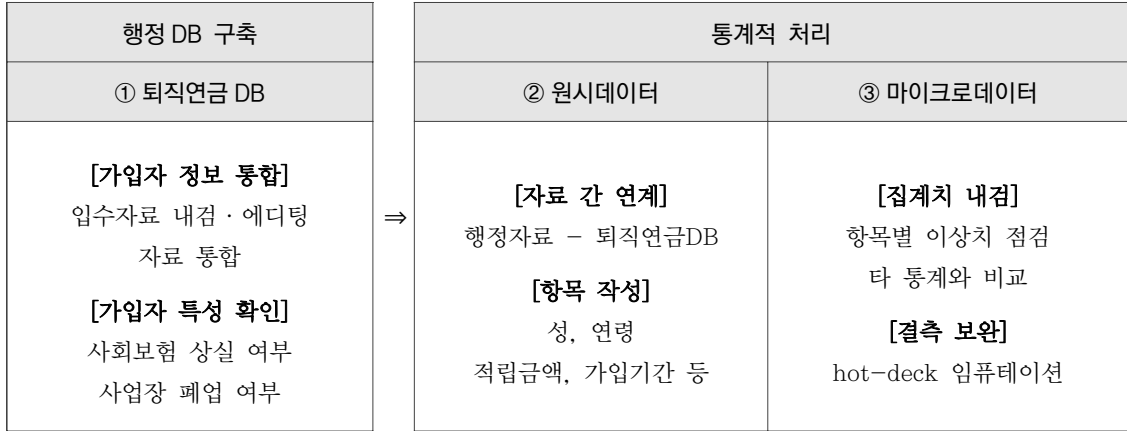 행정 DB 구축
① 퇴직연금 DB
[가입자 정보 통합]
입수자료 내검 · 에디팅
자료 통합
[가입자 특성 확인]
사회보험 상실 여부
사업장 폐업 여부
⇒
통계적 처리
② 원시데이터
[자료 간 연계]
행정자료 - 퇴직연금DB
[항목 작성]
성, 연령
적립금액, 가입기간 등
③ 마이크로데이터
[집계치 내검]
항목별 이상치 점검
타 통계와 비교
[결측 보완]
hot-deck 임퓨테이션